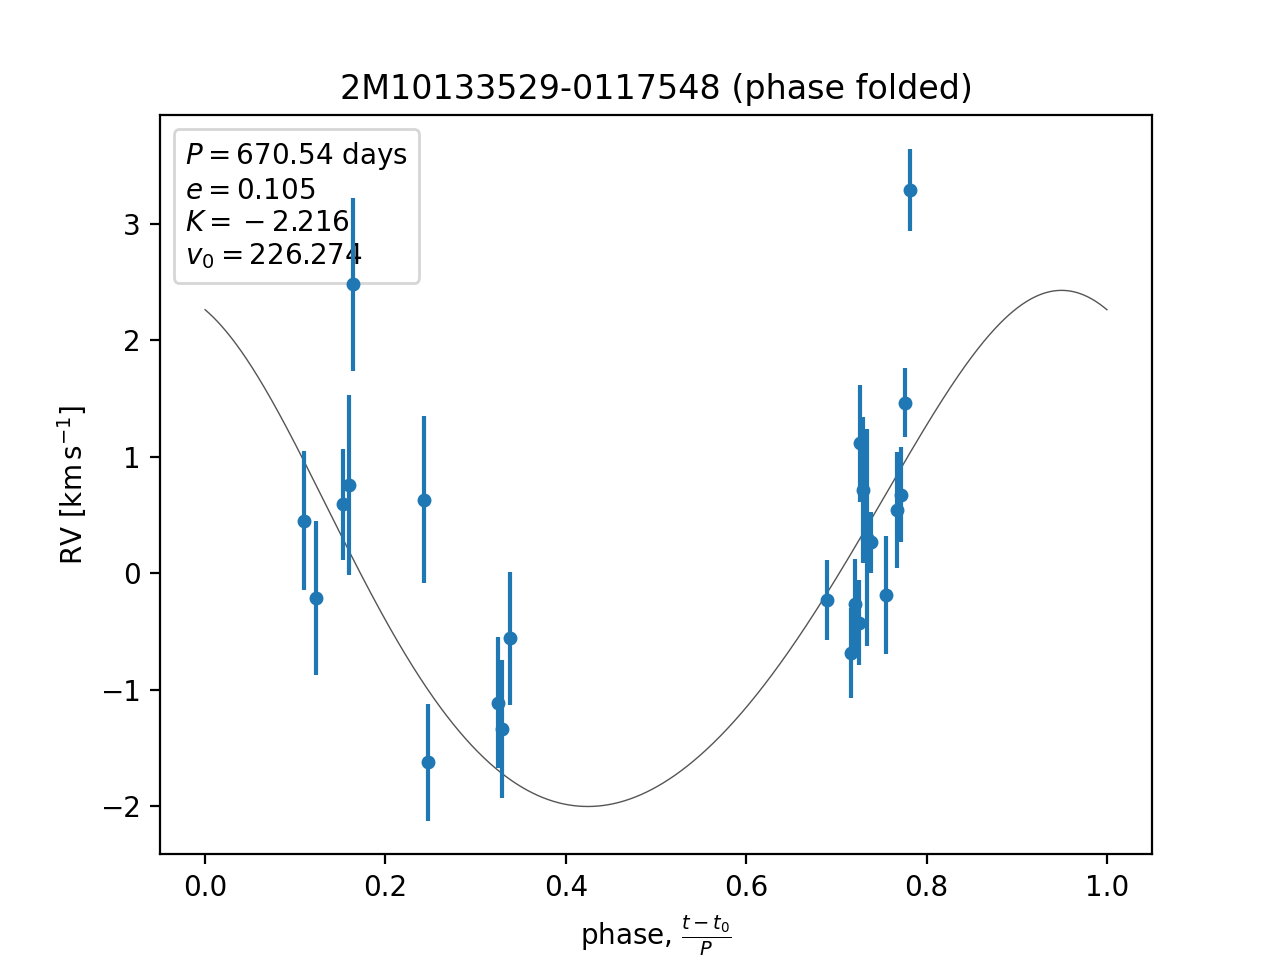 2M10133529-0117548 (phase folded)
P = 670.54 days
e = 0.105
K = −2.216
v₀ = 226.274
3
2
1
0
−1
−2
RV [km s⁻¹]
0.0 0.2 0.4 0.6 0.8 1.0
phase, (t − t₀)/P